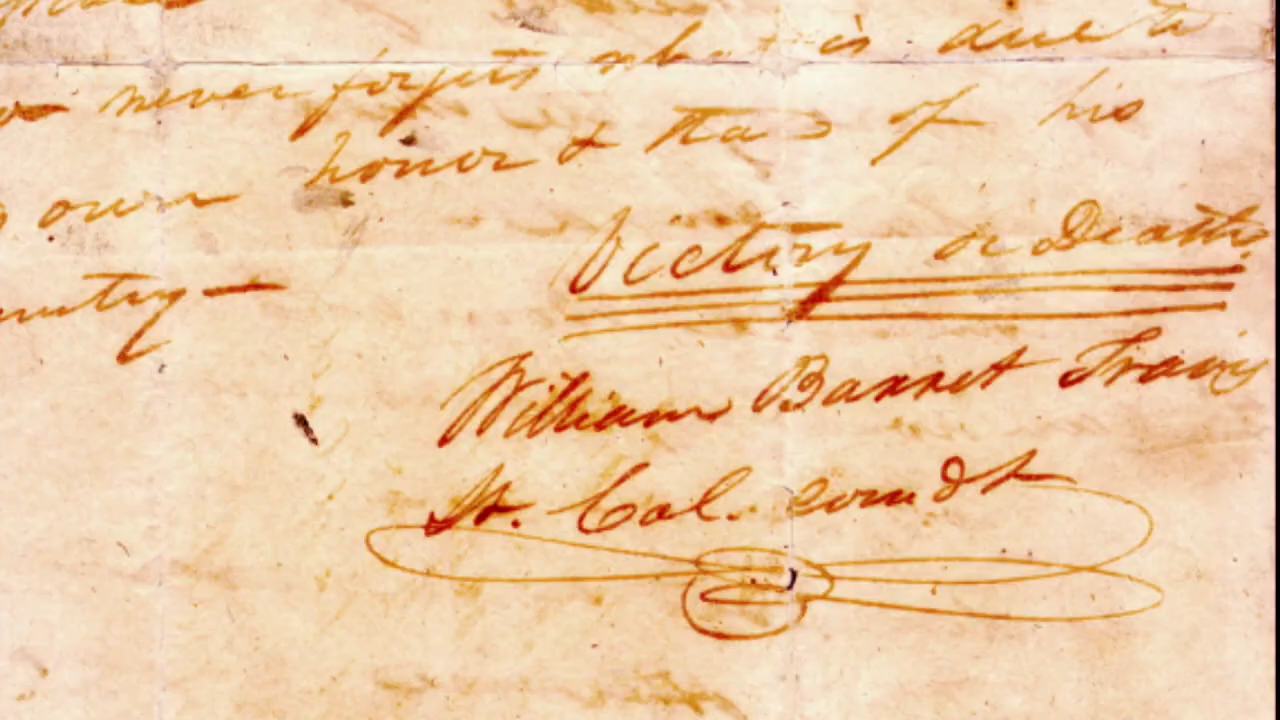 never forgets what is due to
own honor & that of his
country —
Victory or Death
William Barret Travis
Lt. Col. comdt